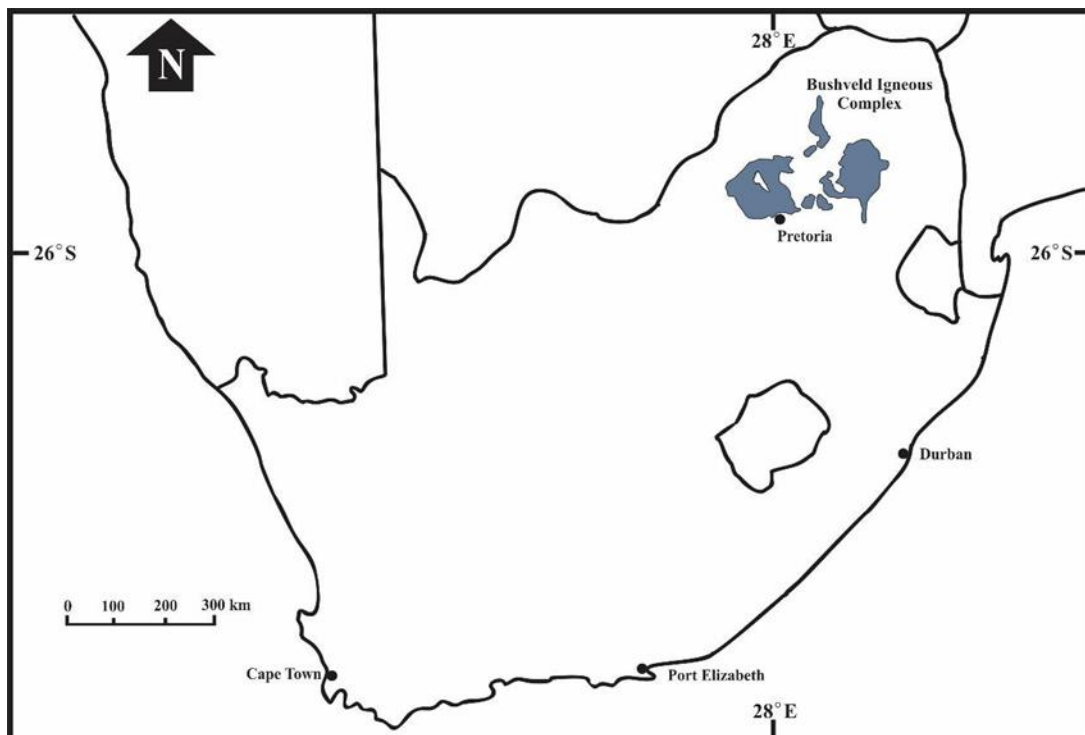 28°E
N
Bushveld Igneous
Complex
Pretoria
26°S
26°S
Durban
0 100 200 300 km
Cape Town
Port Elizabeth
28°E